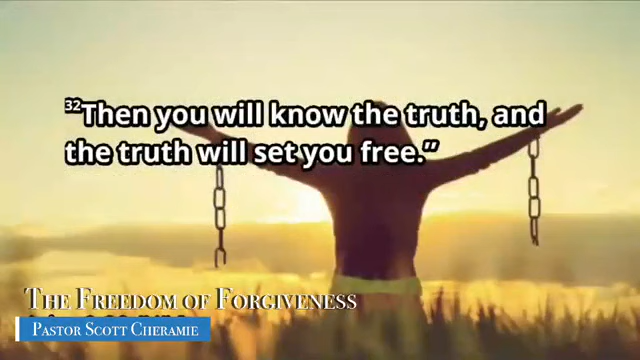 32Then you will know the truth, and
the truth will set you free.”
The Freedom of Forgiveness
Pastor Scott Cheramie